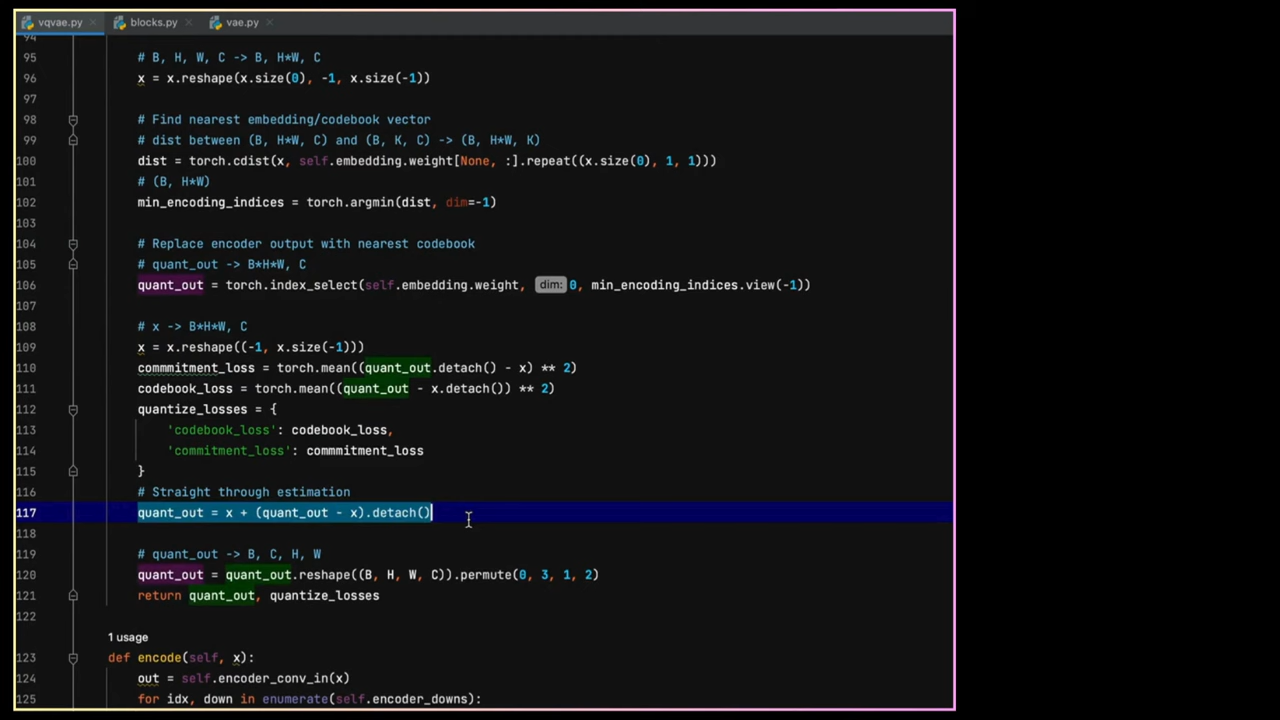 vqvae.py
blocks.py
vae.py
94
95 # B, H, W, C -> B, H*W, C
96 x = x.reshape(x.size(0), -1, x.size(-1))
97
98 # Find nearest embedding/codebook vector
99 # dist between (B, H*W, C) and (B, K, C) -> (B, H*W, K)
100 dist = torch.cdist(x, self.embedding.weight[None, :].repeat((x.size(0), 1, 1)))
101 # (B, H*W)
102 min_encoding_indices = torch.argmin(dist, dim=-1)
103
104 # Replace encoder output with nearest codebook
105 # quant_out -> B*H*W, C
106 quant_out = torch.index_select(self.embedding.weight, dim: 0, min_encoding_indices.view(-1))
107
108 # x -> B*H*W, C
109 x = x.reshape((-1, x.size(-1)))
110 commmitment_loss = torch.mean((quant_out.detach() - x) ** 2)
111 codebook_loss = torch.mean((quant_out - x.detach()) ** 2)
112 quantize_losses = {
113 'codebook_loss': codebook_loss,
114 'commitment_loss': commmitment_loss
115 }
116 # Straight through estimation
117 quant_out = x + (quant_out - x).detach()
118
119 # quant_out -> B, C, H, W
120 quant_out = quant_out.reshape((B, H, W, C)).permute(0, 3, 1, 2)
121 return quant_out, quantize_losses
122
1 usage
123 def encode(self, x):
124 out = self.encoder_conv_in(x)
125 for idx, down in enumerate(self.encoder_downs):